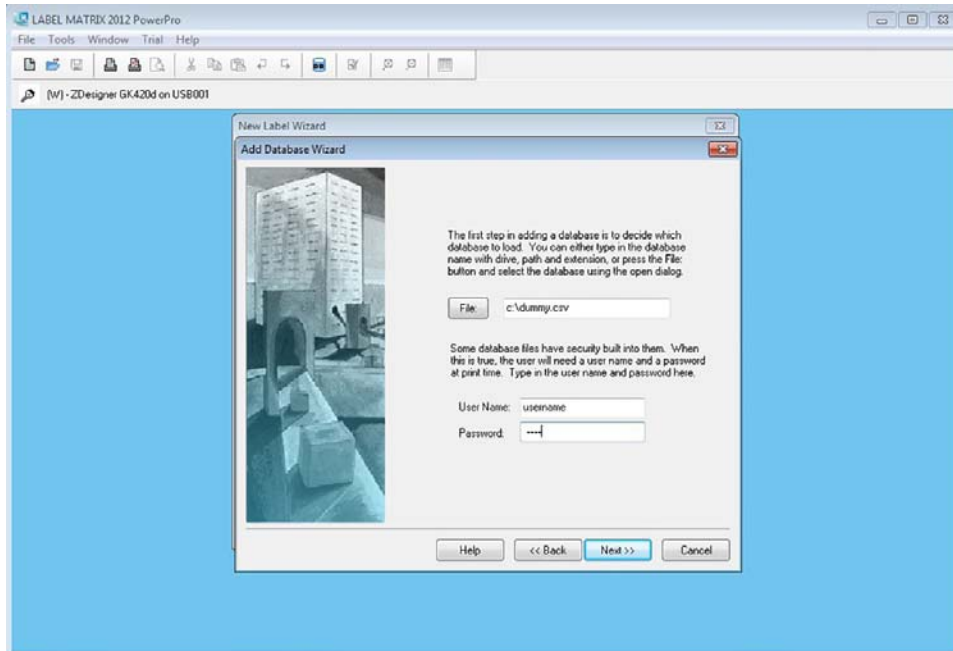 LABEL MATRIX 2012 PowerPro
File Tools Window Trial Help
(W) - ZDesigner GK420d on USB001
New Label Wizard
Add Database Wizard
The first step in adding a database is to decide which
database to load. You can either type in the database
name with drive, path and extension, or press the File:
button and select the database using the open dialog.
File: c:\dummy.csv
Some database files have security built into them. When
this is true, the user will need a user name and a password
at print time. Type in the user name and password here.
User Name: username
Password: ----
Help << Back Next >> Cancel